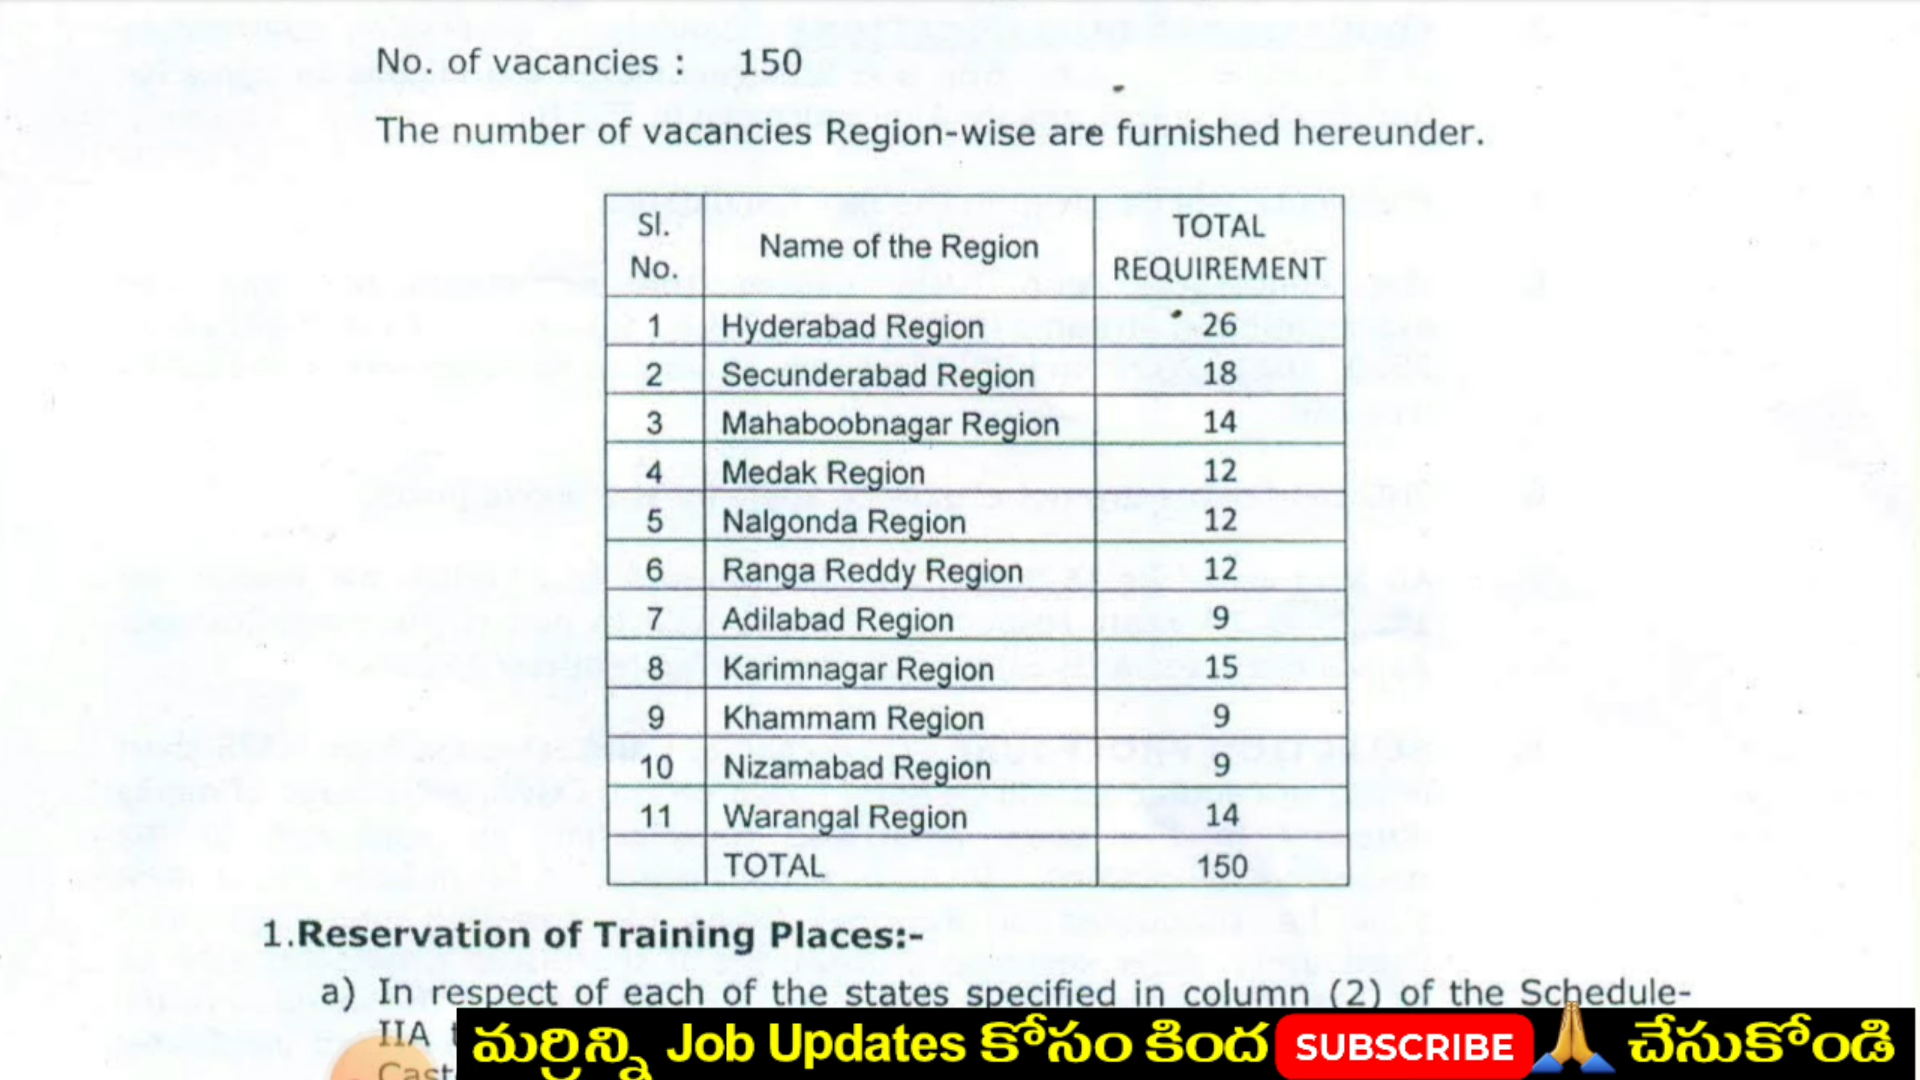 No. of vacancies : 150
The number of vacancies Region-wise are furnished hereunder.
Sl. No. Name of the Region TOTAL REQUIREMENT
1 Hyderabad Region 26
2 Secunderabad Region 18
3 Mahaboobnagar Region 14
4 Medak Region 12
5 Nalgonda Region 12
6 Ranga Reddy Region 12
7 Adilabad Region 9
8 Karimnagar Region 15
9 Khammam Region 9
10 Nizamabad Region 9
11 Warangal Region 14
TOTAL 150
1.Reservation of Training Places:-
a) In respect of each of the states specified in column (2) of the Schedule-
IIA
మర్రిన్ని Job Updates కోసం కింద SUBSCRIBE చేసుకోండి